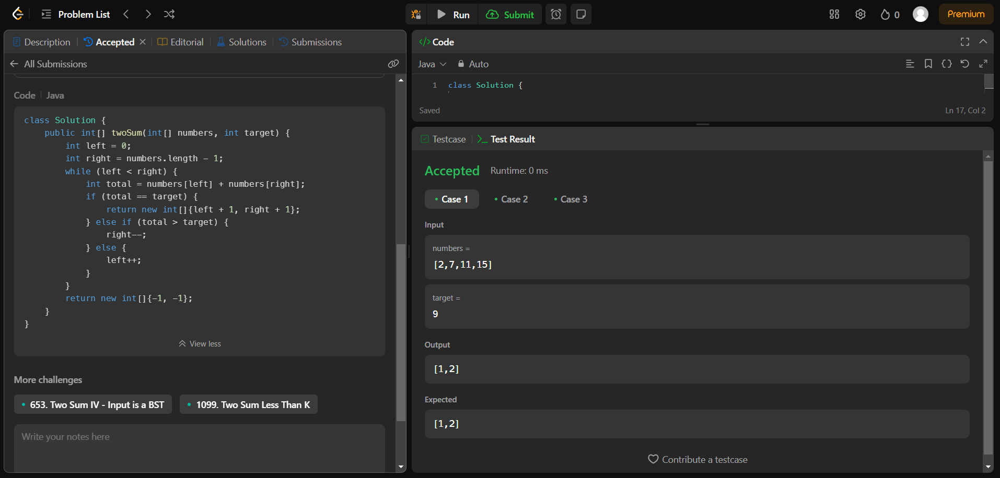 Problem List
Run
Submit
0
Premium
Description
Accepted
Editorial
Solutions
Submissions
All Submissions
Code
Java
class Solution {
    public int[] twoSum(int[] numbers, int target) {
        int left = 0;
        int right = numbers.length - 1;
        while (left < right) {
            int total = numbers[left] + numbers[right];
            if (total == target) {
                return new int[]{left + 1, right + 1};
            } else if (total > target) {
                right--;
            } else {
                left++;
            }
        }
        return new int[]{-1, -1};
    }
}
View less
More challenges
653. Two Sum IV - Input is a BST
1099. Two Sum Less Than K
Write your notes here
</> Code
Java
Auto
1 class Solution {
Saved
Ln 17, Col 2
Testcase
Test Result
Accepted
Runtime: 0 ms
Case 1
Case 2
Case 3
Input
numbers =
[2,7,11,15]
target =
9
Output
[1,2]
Expected
[1,2]
Contribute a testcase